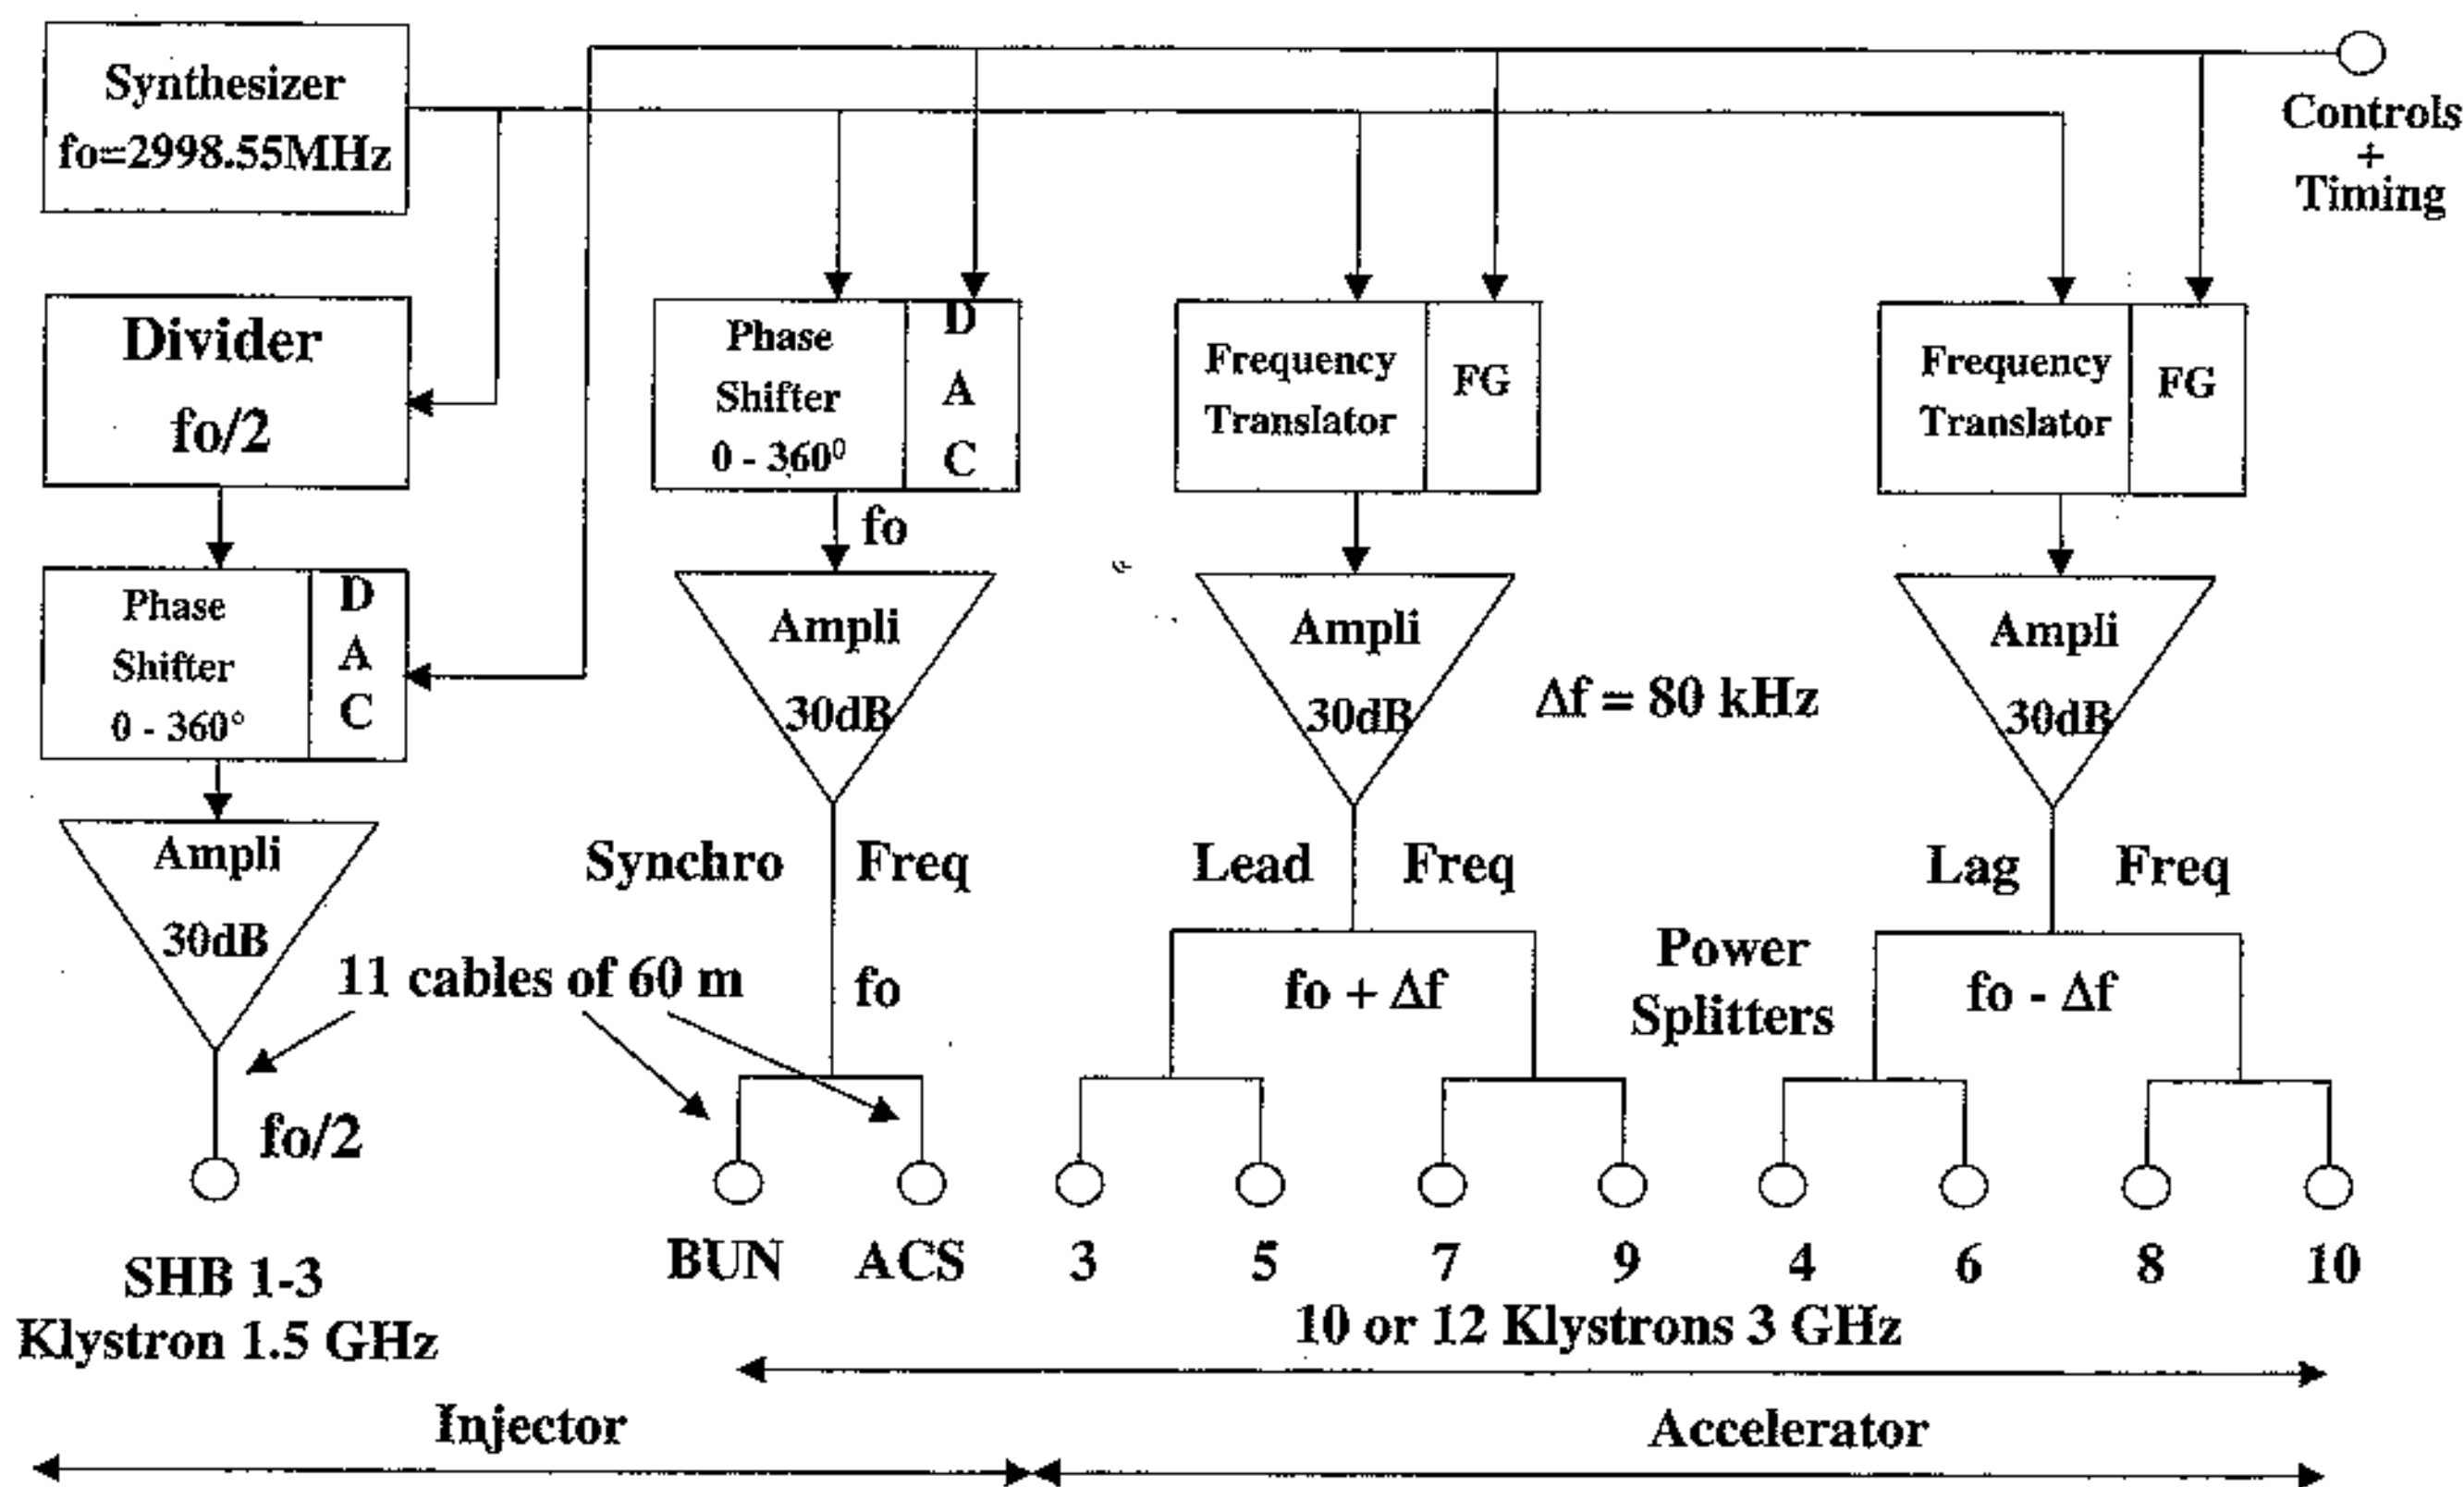 Synthesizer
fo=2998.55MHz
Controls
+
Timing
Divider
fo/2
Phase
Shifter
0 - 360⁰
D
A
C
Frequency
Translator
FG
Frequency
Translator
FG
fo
Phase
Shifter
0 - 360°
D
A
C
Ampli
30dB
Ampli
30dB
Δf = 80 kHz
Ampli
30dB
Ampli
30dB
Synchro Freq
Lead Freq
Lag Freq
11 cables of 60 m
fo
fo + Δf
Power
Splitters
fo - Δf
fo/2
SHB 1-3
Klystron 1.5 GHz
BUN ACS 3 5 7 9 4 6 8 10
10 or 12 Klystrons 3 GHz
Injector
Accelerator